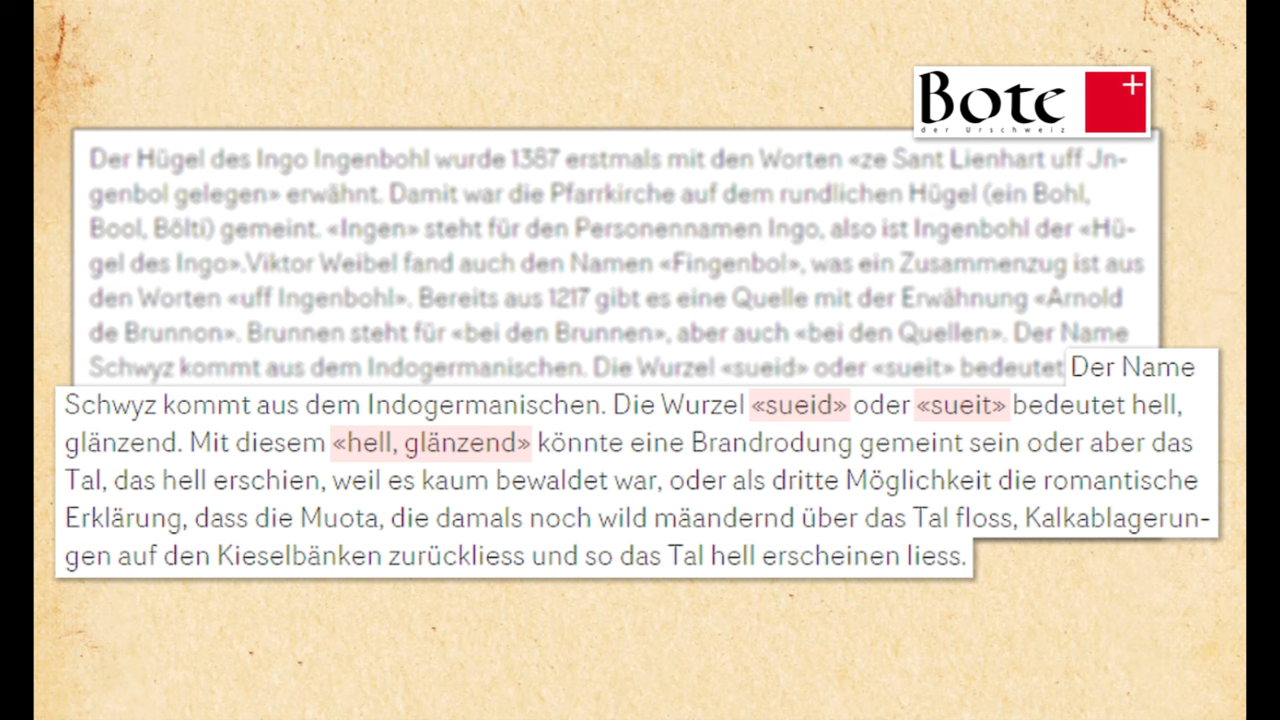 Bote
der Urschweiz
Der Hügel des Ingo Ingenbohl wurde 1387 erstmals mit den Worten «ze Sant Lienhart uff Jn-
genbol gelegen» erwähnt. Damit war die Pfarrkirche auf dem rundlichen Hügel (ein Bohl,
Bool, Bölti) gemeint. «Ingen» steht für den Personennamen Ingo, also ist Ingenbohl der «Hü-
gel des Ingo».Viktor Weibel fand auch den Namen «Fingenbol», was ein Zusammenzug ist aus
den Worten «uff Ingenbohl». Bereits aus 1217 gibt es eine Quelle mit der Erwähnung «Arnold
de Brunnon». Brunnen steht für «bei den Brunnen», aber auch «bei den Quellen». Der Name
Schwyz kommt aus dem Indogermanischen. Die Wurzel «sueid» oder «sueit» bedeutet
Der Name
Schwyz kommt aus dem Indogermanischen. Die Wurzel «sueid» oder «sueit» bedeutet hell,
glänzend. Mit diesem «hell, glänzend» könnte eine Brandrodung gemeint sein oder aber das
Tal, das hell erschien, weil es kaum bewaldet war, oder als dritte Möglichkeit die romantische
Erklärung, dass die Muota, die damals noch wild mäandernd über das Tal floss, Kalkablagerun-
gen auf den Kieselbänken zurückliess und so das Tal hell erscheinen liess.